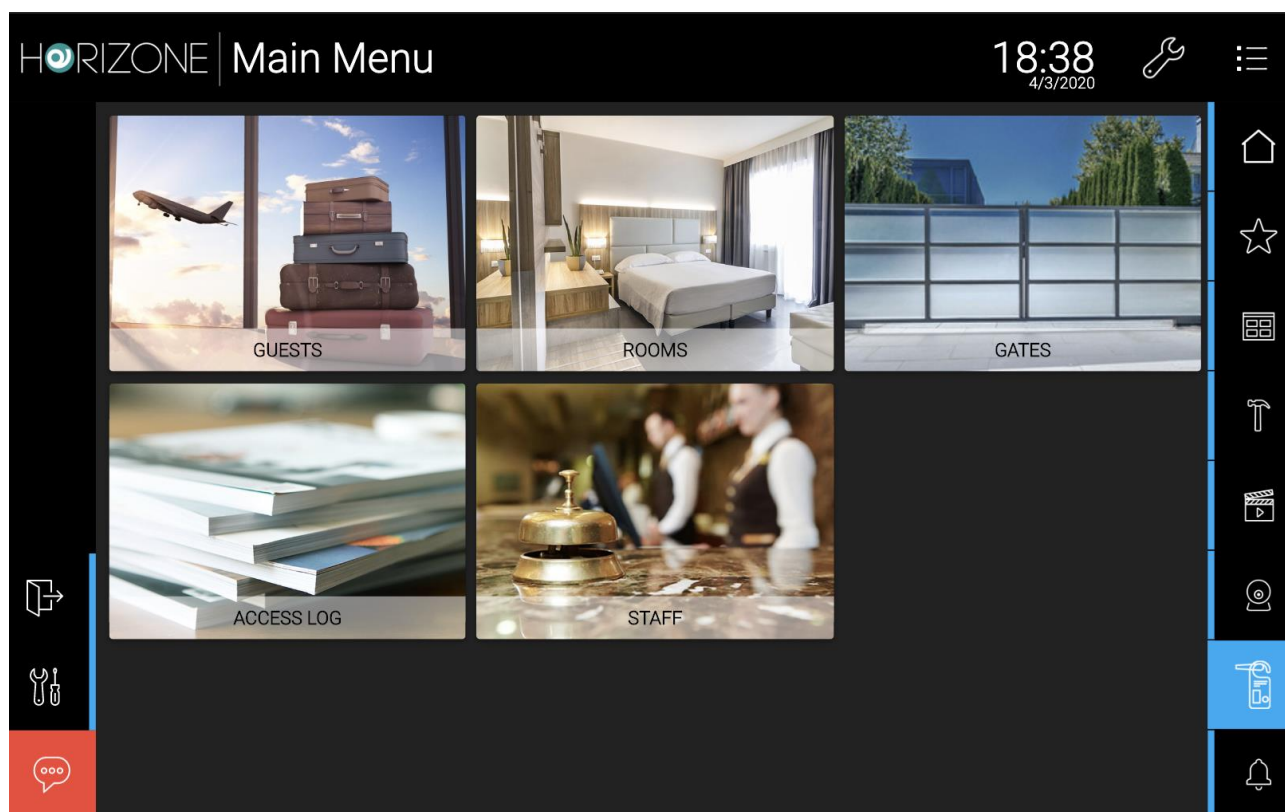 HORIZONE Main Menu
18:38
4/3/2020
GUESTS
ROOMS
GATES
ACCESS LOG
STAFF